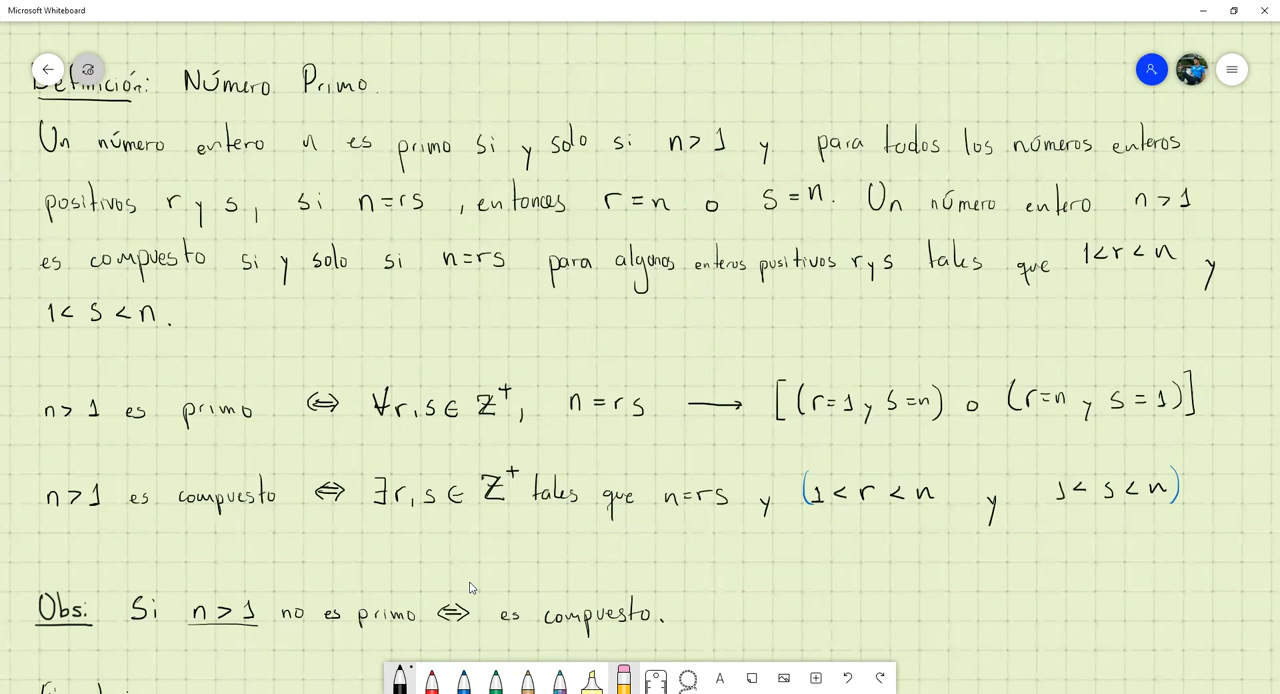 Microsoft Whiteboard
Definición: Número Primo.
Un número entero n es primo si y solo si n > 1 y para todos los números enteros
positivos r y s, si n = rs, entonces r = n o s = n. Un número entero n > 1
es compuesto si y solo si n = rs para algunos enteros positivos r y s tales que 1 < r < n y
1 < s < n.
n > 1 es primo ⇔ ∀r, s ∈ Z⁺, n = rs ⟶ [(r = 1 y s = n) o (r = n y s = 1)]
n > 1 es compuesto ⇔ ∃r, s ∈ Z⁺ tales que n = rs y (1 < r < n y 1 < s < n)
Obs: Si n > 1 no es primo ⇔ es compuesto.